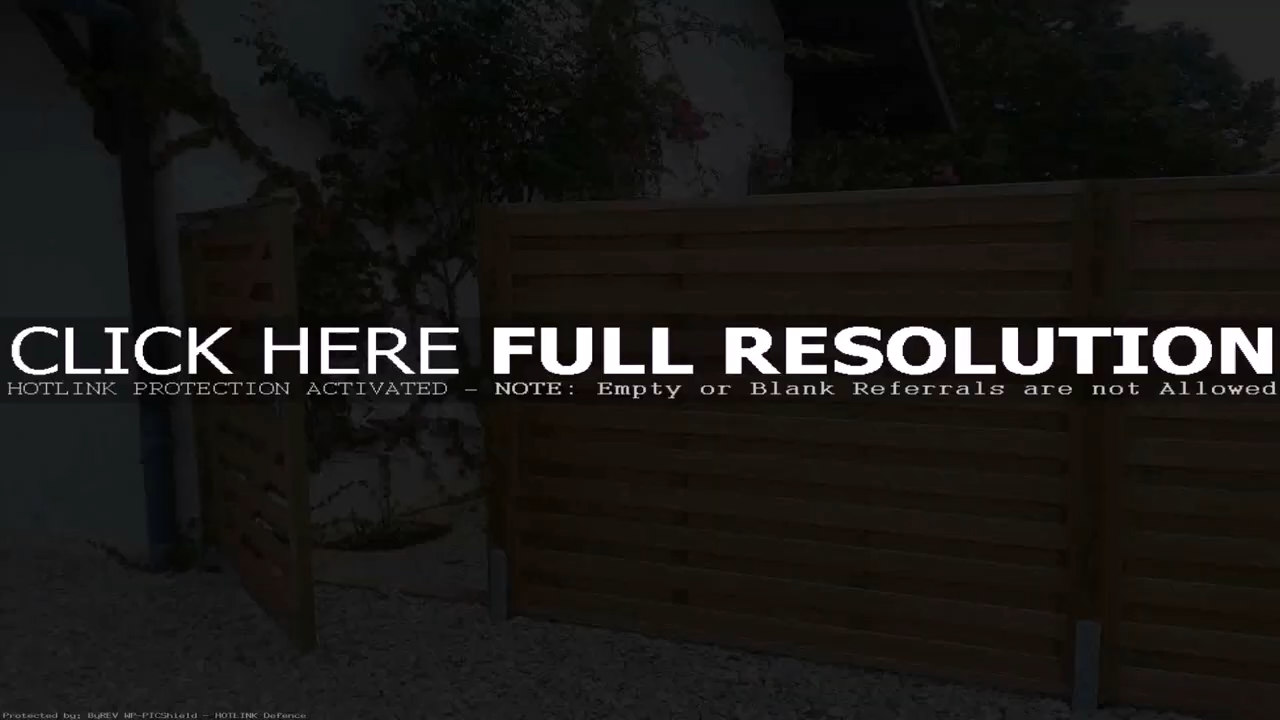 CLICK HERE FULL RESOLUTION
HOTLINK PROTECTION ACTIVATED – NOTE: Empty or Blank Referrals are not Allowed
Protected by: ByREV WP-PICShield – HOTLINK Defence